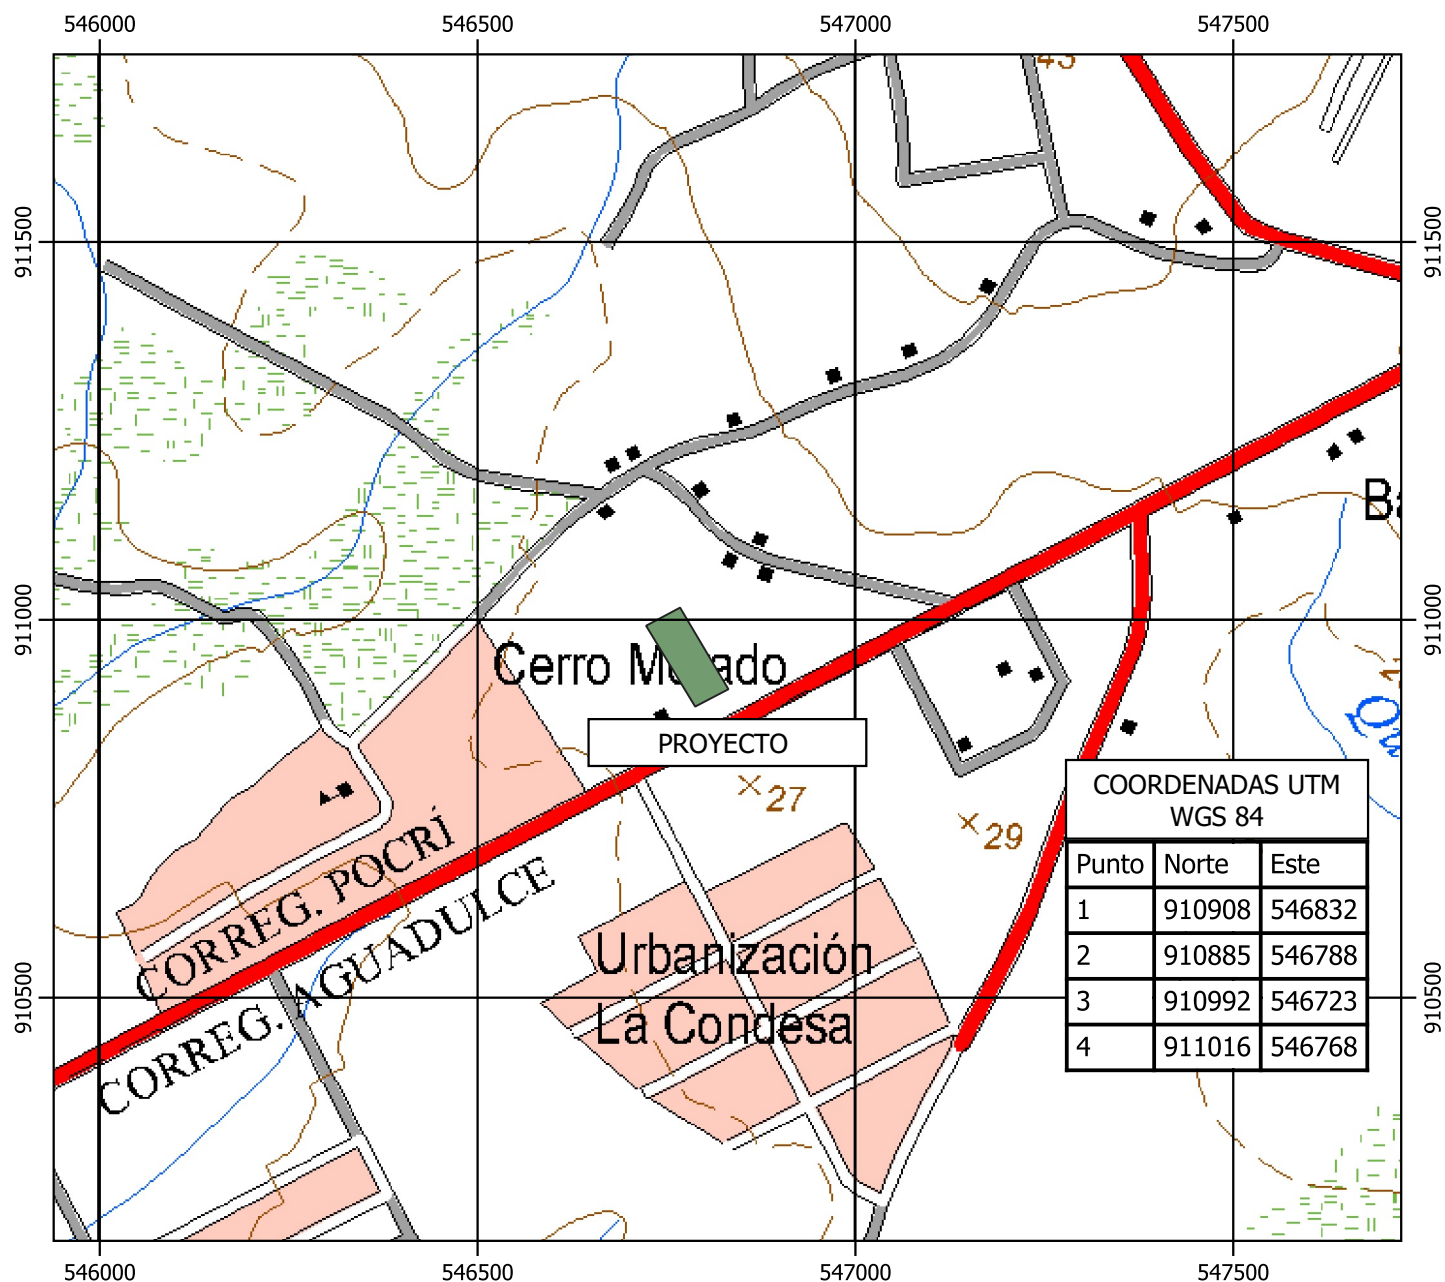 546000 546500 547000 547500
43
911500 911500
911000 911000
Cerro Mo ado
PROYECTO
27
29
COORDENADAS UTM
WGS 84
Punto Norte Este
1 910908 546832
2 910885 546788
3 910992 546723
4 911016 546768
CORREG. POCRÍ
CORREG. AGUADULCE
Urbanización
La Condesa
910500 910500
546000 546500 547000 547500